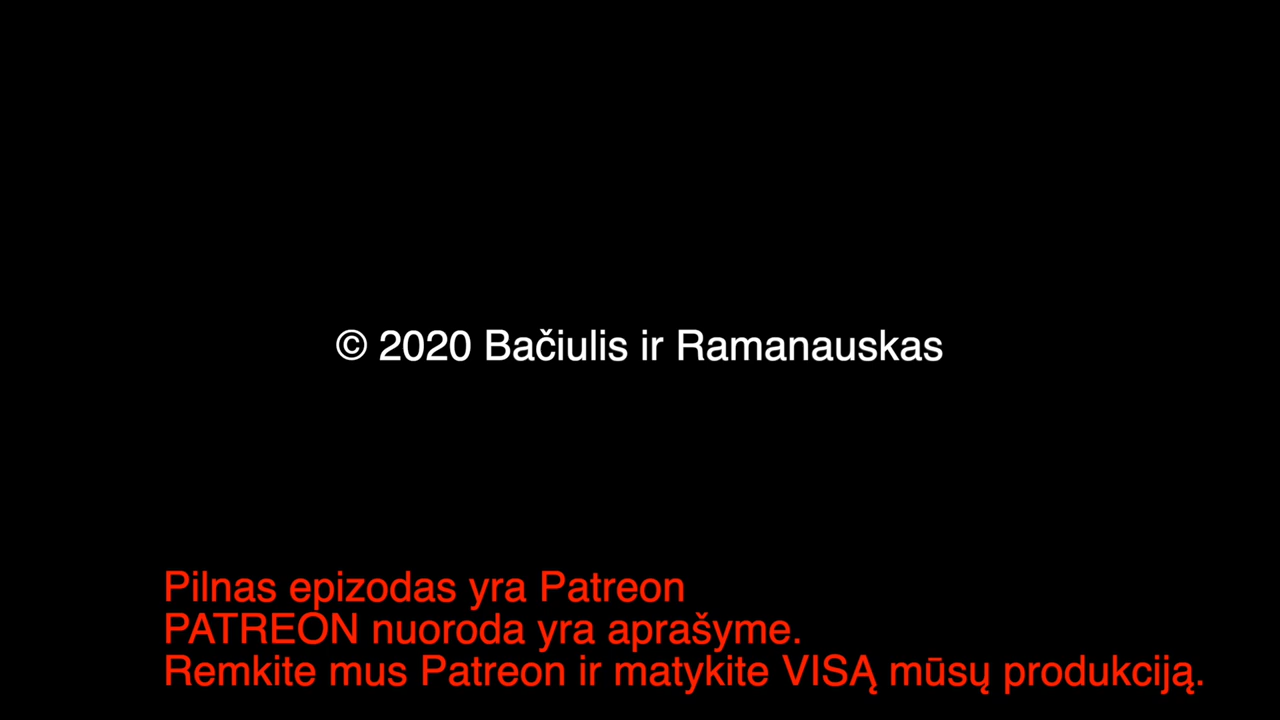 © 2020 Bačiulis ir Ramanauskas
Pilnas epizodas yra Patreon
PATREON nuoroda yra aprašyme.
Remkite mus Patreon ir matykite VISĄ mūsų produkciją.